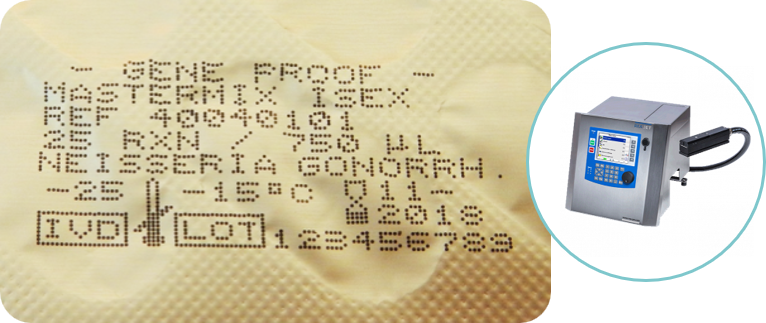 - GENE PROOF -
MASTERMIX ISEX
REF 40040101
25 RXN / 750 µL
NEISSERIA GONORRH.
-25 -15°C 11-
2018
IVD LOT 123456789